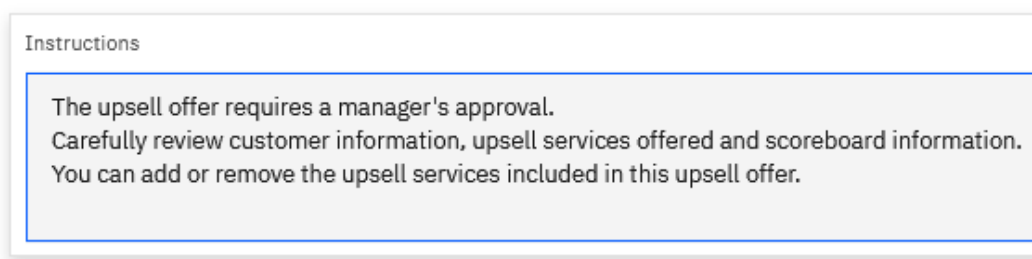 Instructions
The upsell offer requires a manager's approval.
Carefully review customer information, upsell services offered and scoreboard information.
You can add or remove the upsell services included in this upsell offer.